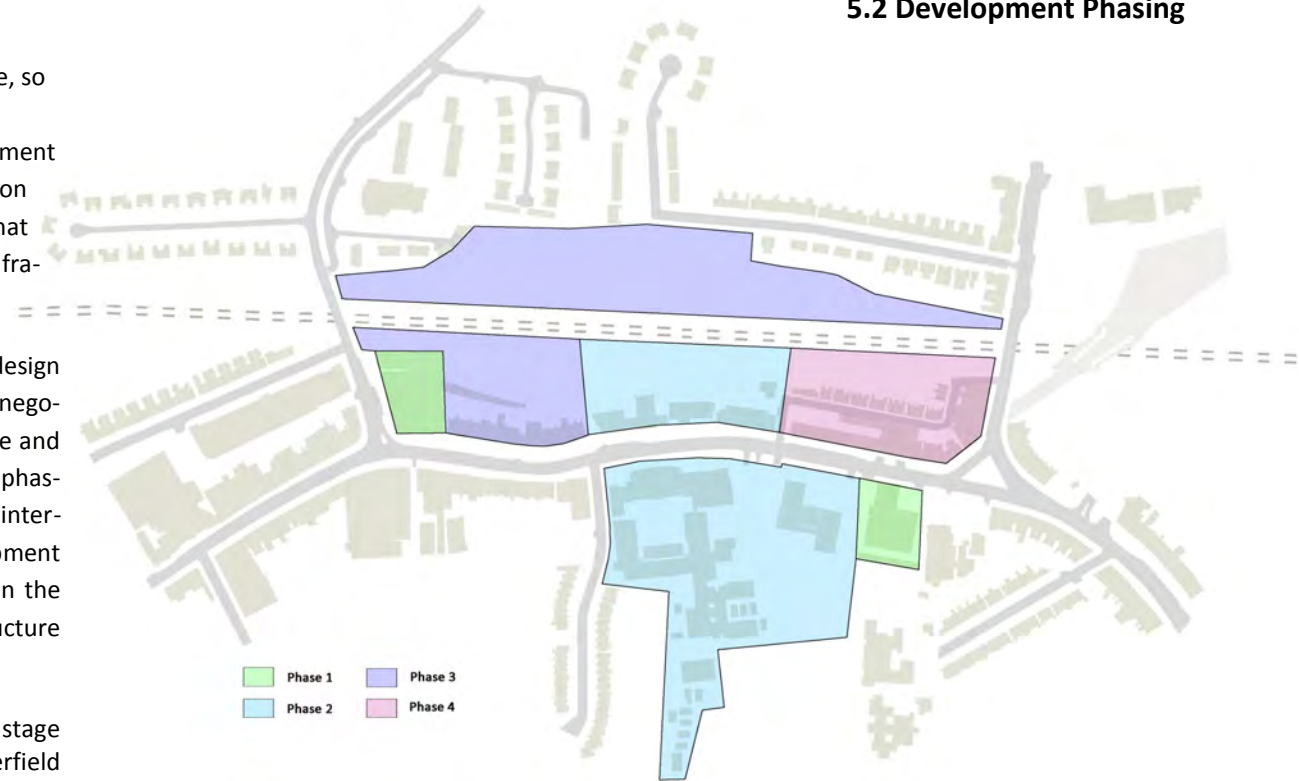 5.2 Development Phasing
e, so
ment
on
hat
fra-
design
nego-
e and
phas-
inter-
pment
n the
ucture
stage
erfield
Phase 1
Phase 3
Phase 2
Phase 4